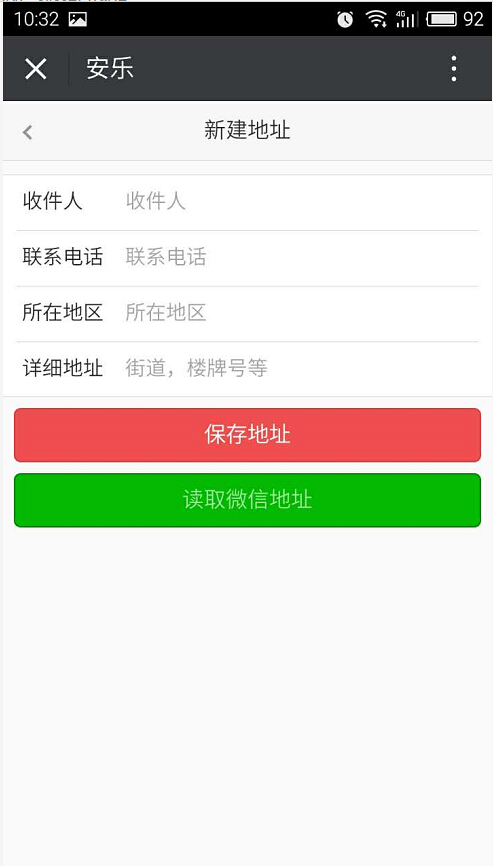 10:32 4G 92
安乐
新建地址
收件人 收件人
联系电话 联系电话
所在地区 所在地区
详细地址 街道，楼牌号等
保存地址
读取微信地址